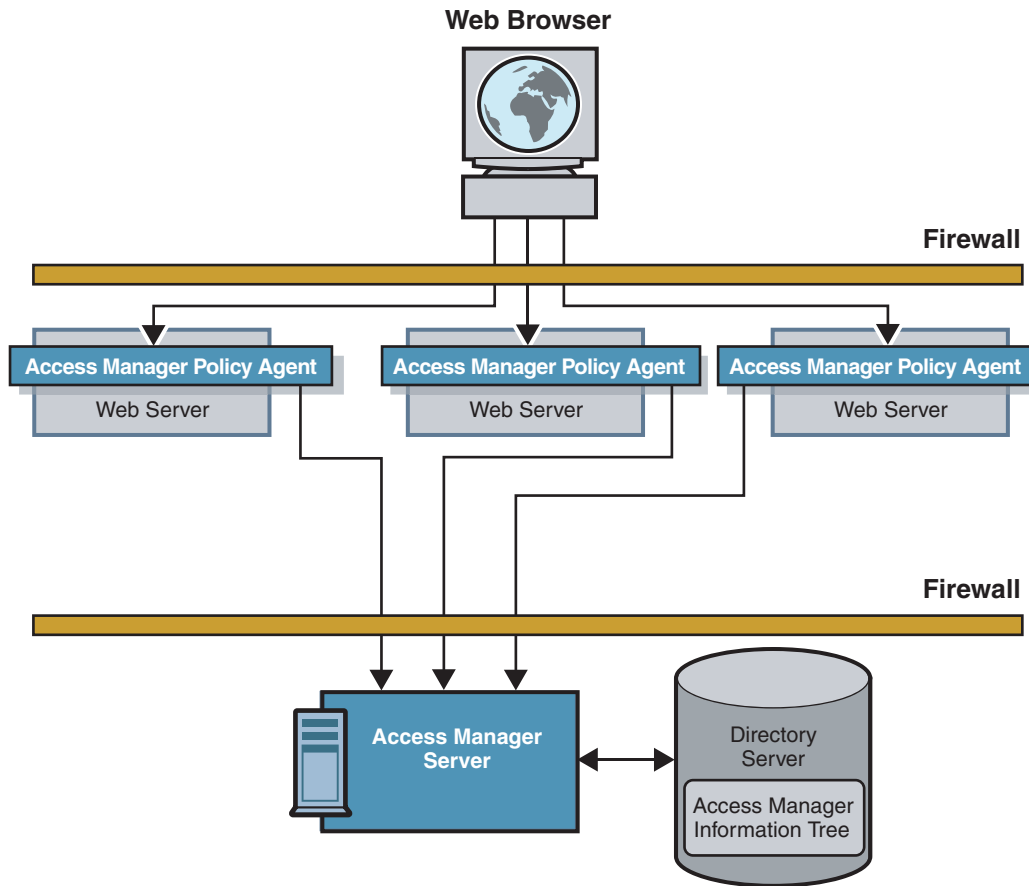 Web Browser
Firewall
Access Manager Policy Agent
Web Server
Access Manager Policy Agent
Web Server
Access Manager Policy Agent
Web Server
Firewall
Access Manager
Server
Directory
Server
Access Manager
Information Tree